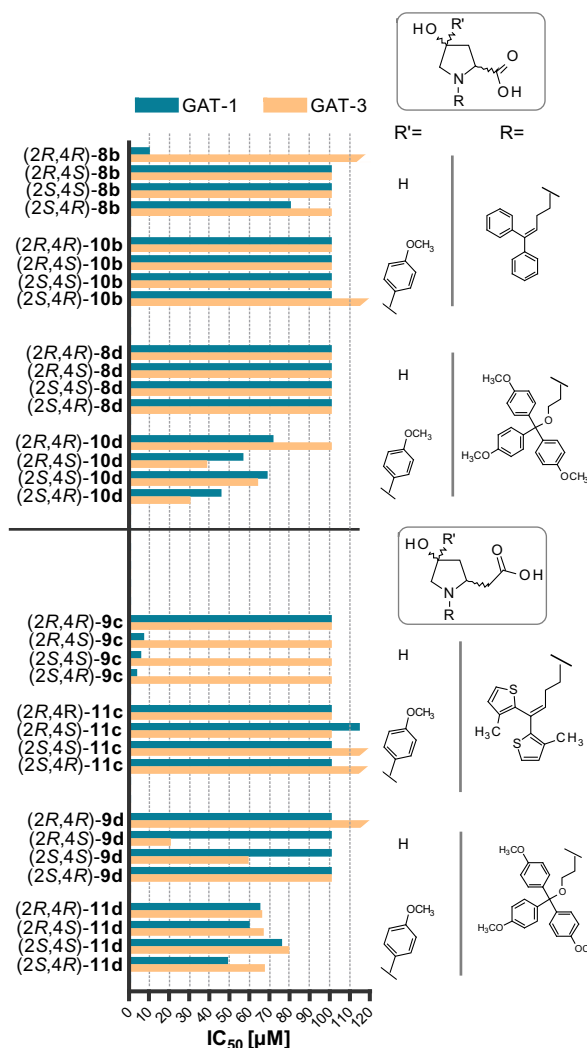 HO
R'
O
N
OH
R
GAT-1
GAT-3
R'=
R=
(2R,4R)-8b
(2R,4S)-8b
(2S,4S)-8b
(2S,4R)-8b
H
(2R,4R)-10b
(2R,4S)-10b
(2S,4S)-10b
(2S,4R)-10b
OCH3
(2R,4R)-8d
(2R,4S)-8d
(2S,4S)-8d
(2S,4R)-8d
H
H3CO
O
H3CO
OCH3
(2R,4R)-10d
(2R,4S)-10d
(2S,4S)-10d
(2S,4R)-10d
OCH3
HO
R'
O
OH
N
R
(2R,4R)-9c
(2R,4S)-9c
(2S,4S)-9c
(2S,4R)-9c
H
S
H3C
S
CH3
(2R,4R)-11c
(2R,4S)-11c
(2S,4S)-11c
(2S,4R)-11c
OCH3
(2R,4R)-9d
(2R,4S)-9d
(2S,4S)-9d
(2S,4R)-9d
H
H3CO
O
H3CO
OC
(2R,4R)-11d
(2R,4S)-11d
(2S,4S)-11d
(2S,4R)-11d
OCH3
0 10 20 30 40 50 60 70 80 90 100 110 120
IC50 [µM]